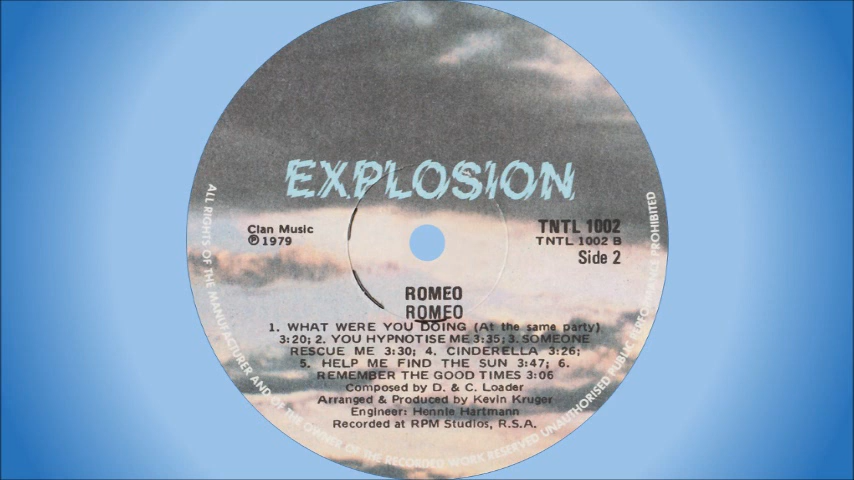 EXPLOSION
Clan Music
℗ 1979
TNTL 1002
TNTL 1002 B
Side 2
ROMEO
ROMEO
1. WHAT WERE YOU DOING (At the same party)
3:20; 2. YOU HYPNOTISE ME 3:35; 3. SOMEONE
RESCUE ME 3:30; 4. CINDERELLA 3:26;
5. HELP ME FIND THE SUN 3:47; 6.
REMEMBER THE GOOD TIMES 3:06
Composed by D. & C. Loader
Arranged & Produced by Kevin Kruger
Engineer: Hennie Hartmann
Recorded at RPM Studios, R.S.A.
ALL RIGHTS OF THE MANUFACTURER AND OF THE OWNER OF THE RECORDED WORK RESERVED UNAUTHORISED PUBLIC PERFORMANCE PROHIBITED